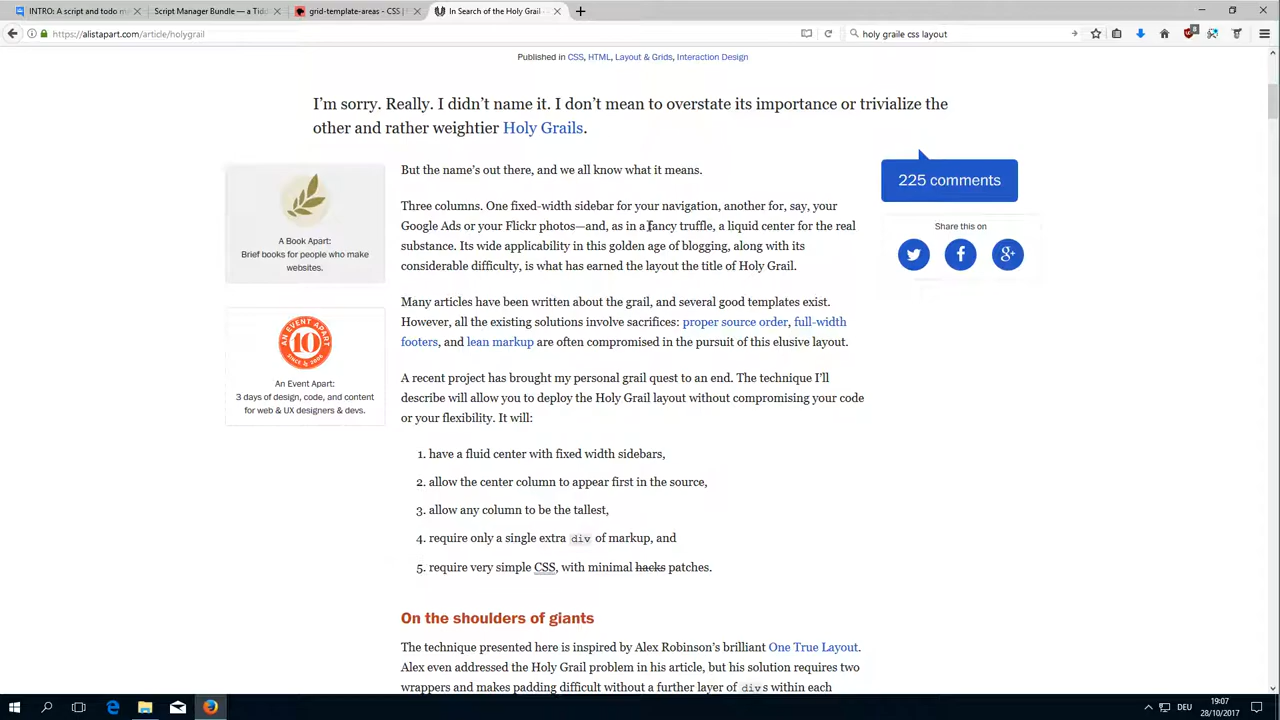 INTRO: A script and todo m
Script Manager Bundle — a Tidd
grid-template-areas - CSS |
In Search of the Holy Grail ·
https://alistapart.com/article/holygrail
holy graile css layout
Published in CSS, HTML, Layout & Grids, Interaction Design
I'm sorry. Really. I didn't name it. I don't mean to overstate its importance or trivialize the
other and rather weightier Holy Grails.
A Book Apart:
Brief books for people who make
websites.
An Event Apart:
3 days of design, code, and content
for web & UX designers & devs.
AN EVENT APART
10
SINCE 2005
But the name's out there, and we all know what it means.
Three columns. One fixed-width sidebar for your navigation, another for, say, your
Google Ads or your Flickr photos—and, as in a fancy truffle, a liquid center for the real
substance. Its wide applicability in this golden age of blogging, along with its
considerable difficulty, is what has earned the layout the title of Holy Grail.
Many articles have been written about the grail, and several good templates exist.
However, all the existing solutions involve sacrifices: proper source order, full-width
footers, and lean markup are often compromised in the pursuit of this elusive layout.
A recent project has brought my personal grail quest to an end. The technique I'll
describe will allow you to deploy the Holy Grail layout without compromising your code
or your flexibility. It will:
1. have a fluid center with fixed width sidebars,
2. allow the center column to appear first in the source,
3. allow any column to be the tallest,
4. require only a single extra div of markup, and
5. require very simple CSS, with minimal hacks patches.
On the shoulders of giants
The technique presented here is inspired by Alex Robinson's brilliant One True Layout.
Alex even addressed the Holy Grail problem in his article, but his solution requires two
wrappers and makes padding difficult without a further layer of divs within each
225 comments
Share this on
DEU
19:07
28/10/2017